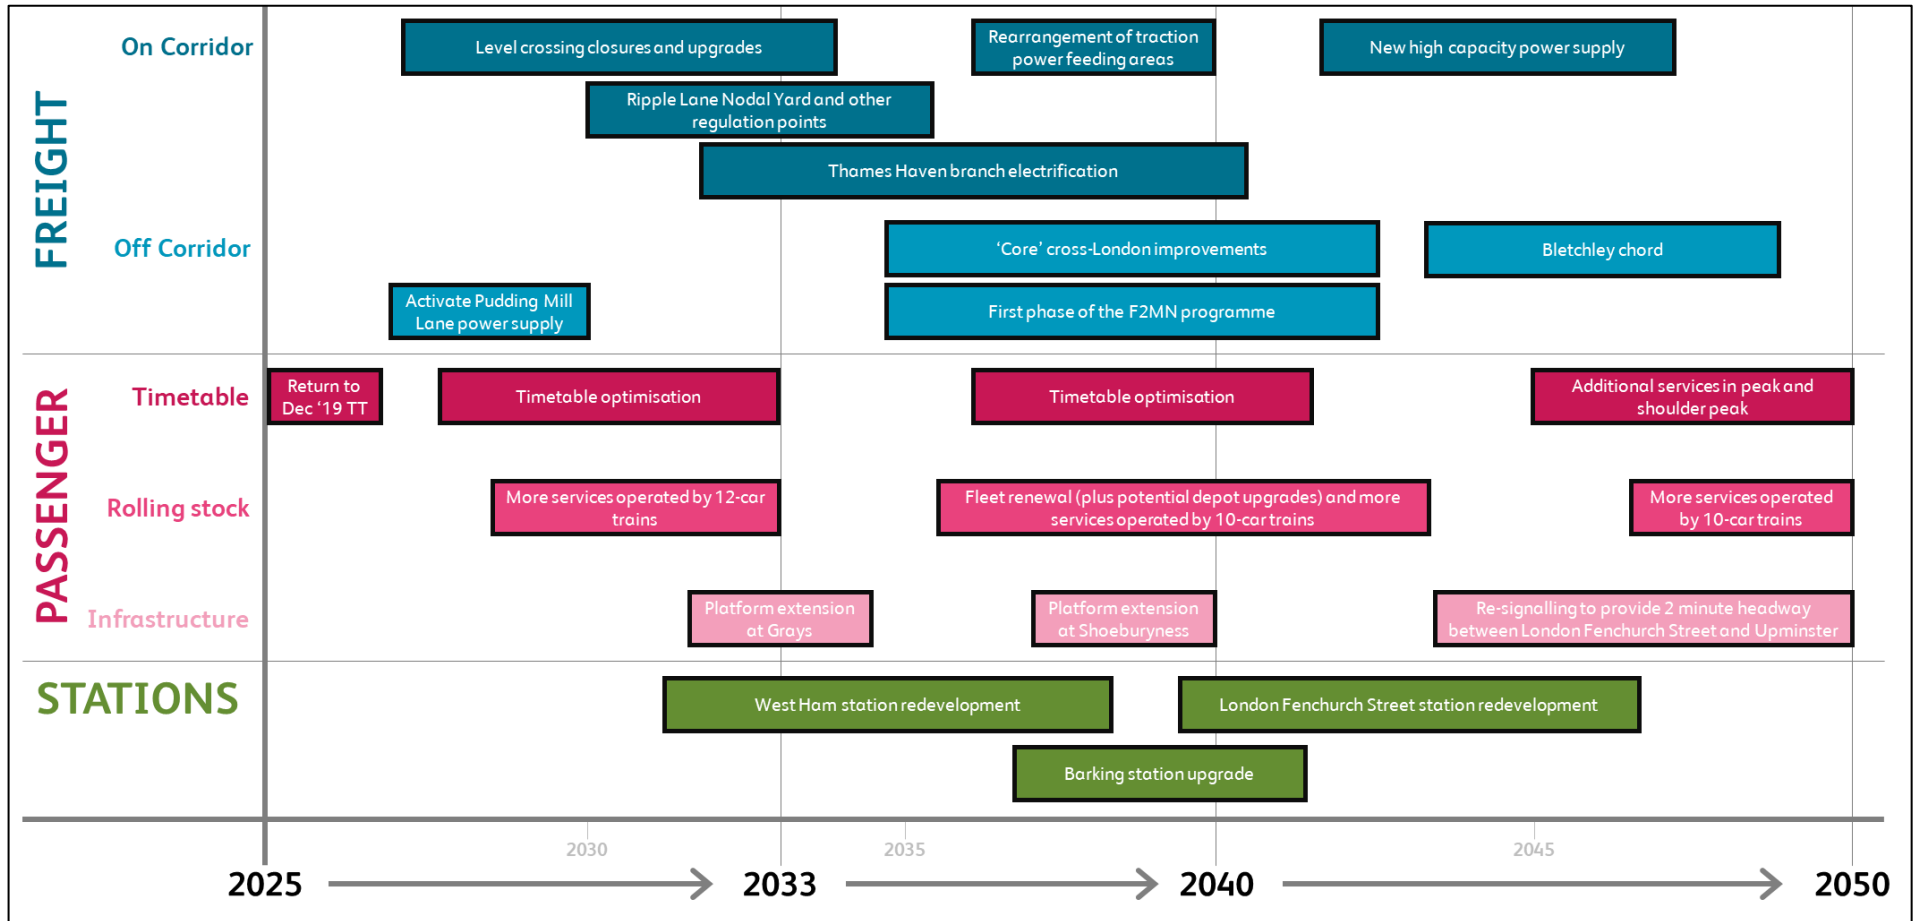 FREIGHT
On Corridor
Level crossing closures and upgrades
Rearrangement of traction
power feeding areas
New high capacity power supply
Ripple Lane Nodal Yard and other
regulation points
Thames Haven branch electrification
Off Corridor
‘Core’ cross-London improvements
Bletchley chord
Activate Pudding Mill
Lane power supply
First phase of the F2MN programme
PASSENGER
Timetable
Return to
Dec ‘19 TT
Timetable optimisation
Timetable optimisation
Additional services in peak and
shoulder peak
Rolling stock
More services operated by 12-car
trains
Fleet renewal (plus potential depot upgrades) and more
services operated by 10-car trains
More services operated
by 10-car trains
Infrastructure
Platform extension
at Grays
Platform extension
at Shoeburyness
Re-signalling to provide 2 minute headway
between London Fenchurch Street and Upminster
STATIONS
West Ham station redevelopment
London Fenchurch Street station redevelopment
Barking station upgrade
2030
2035
2045
2025
2033
2040
2050